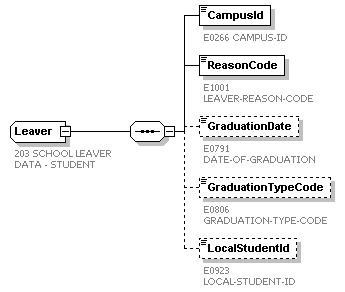 CampusId
E0266 CAMPUS-ID
ReasonCode
E1001
LEAVER-REASON-CODE
Leaver
203 SCHOOL LEAVER
DATA - STUDENT
GraduationDate
E0791
DATE-OF-GRADUATION
GraduationTypeCode
E0806
GRADUATION-TYPE-CODE
LocalStudentId
E0923
LOCAL-STUDENT-ID